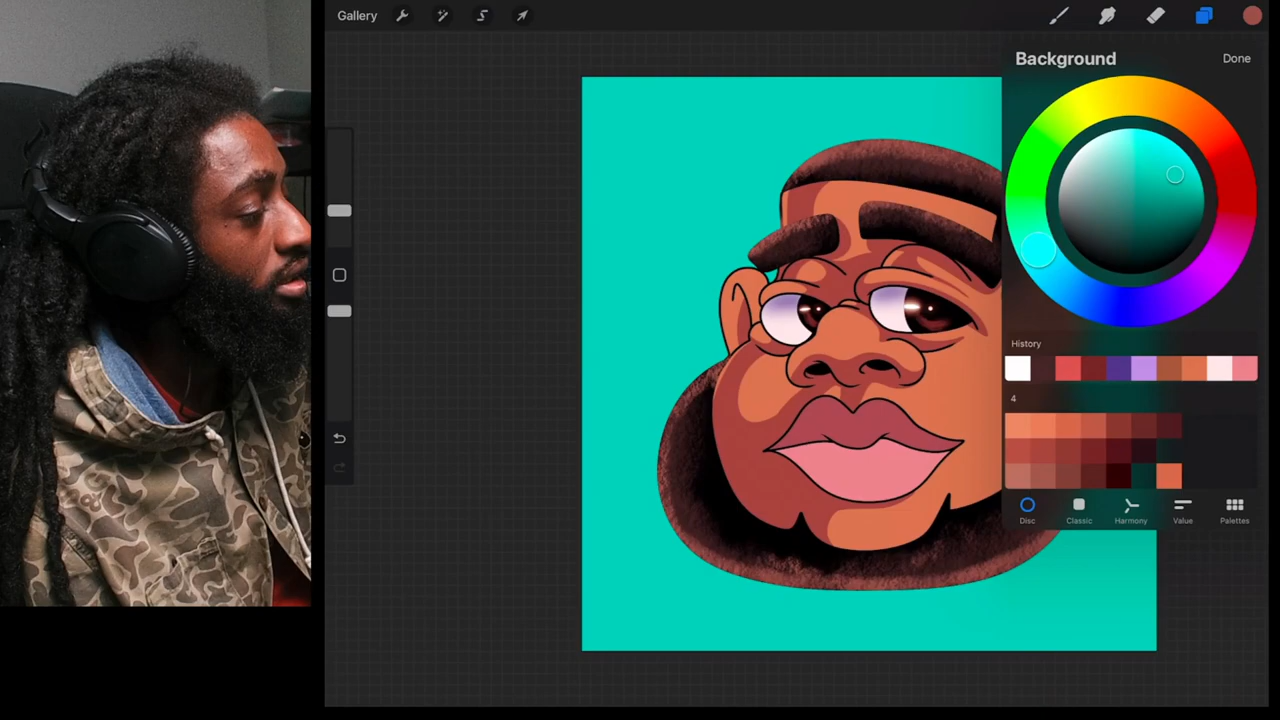 Gallery
Background
Done
History
4
Disc
Classic
Harmony
Value
Palettes